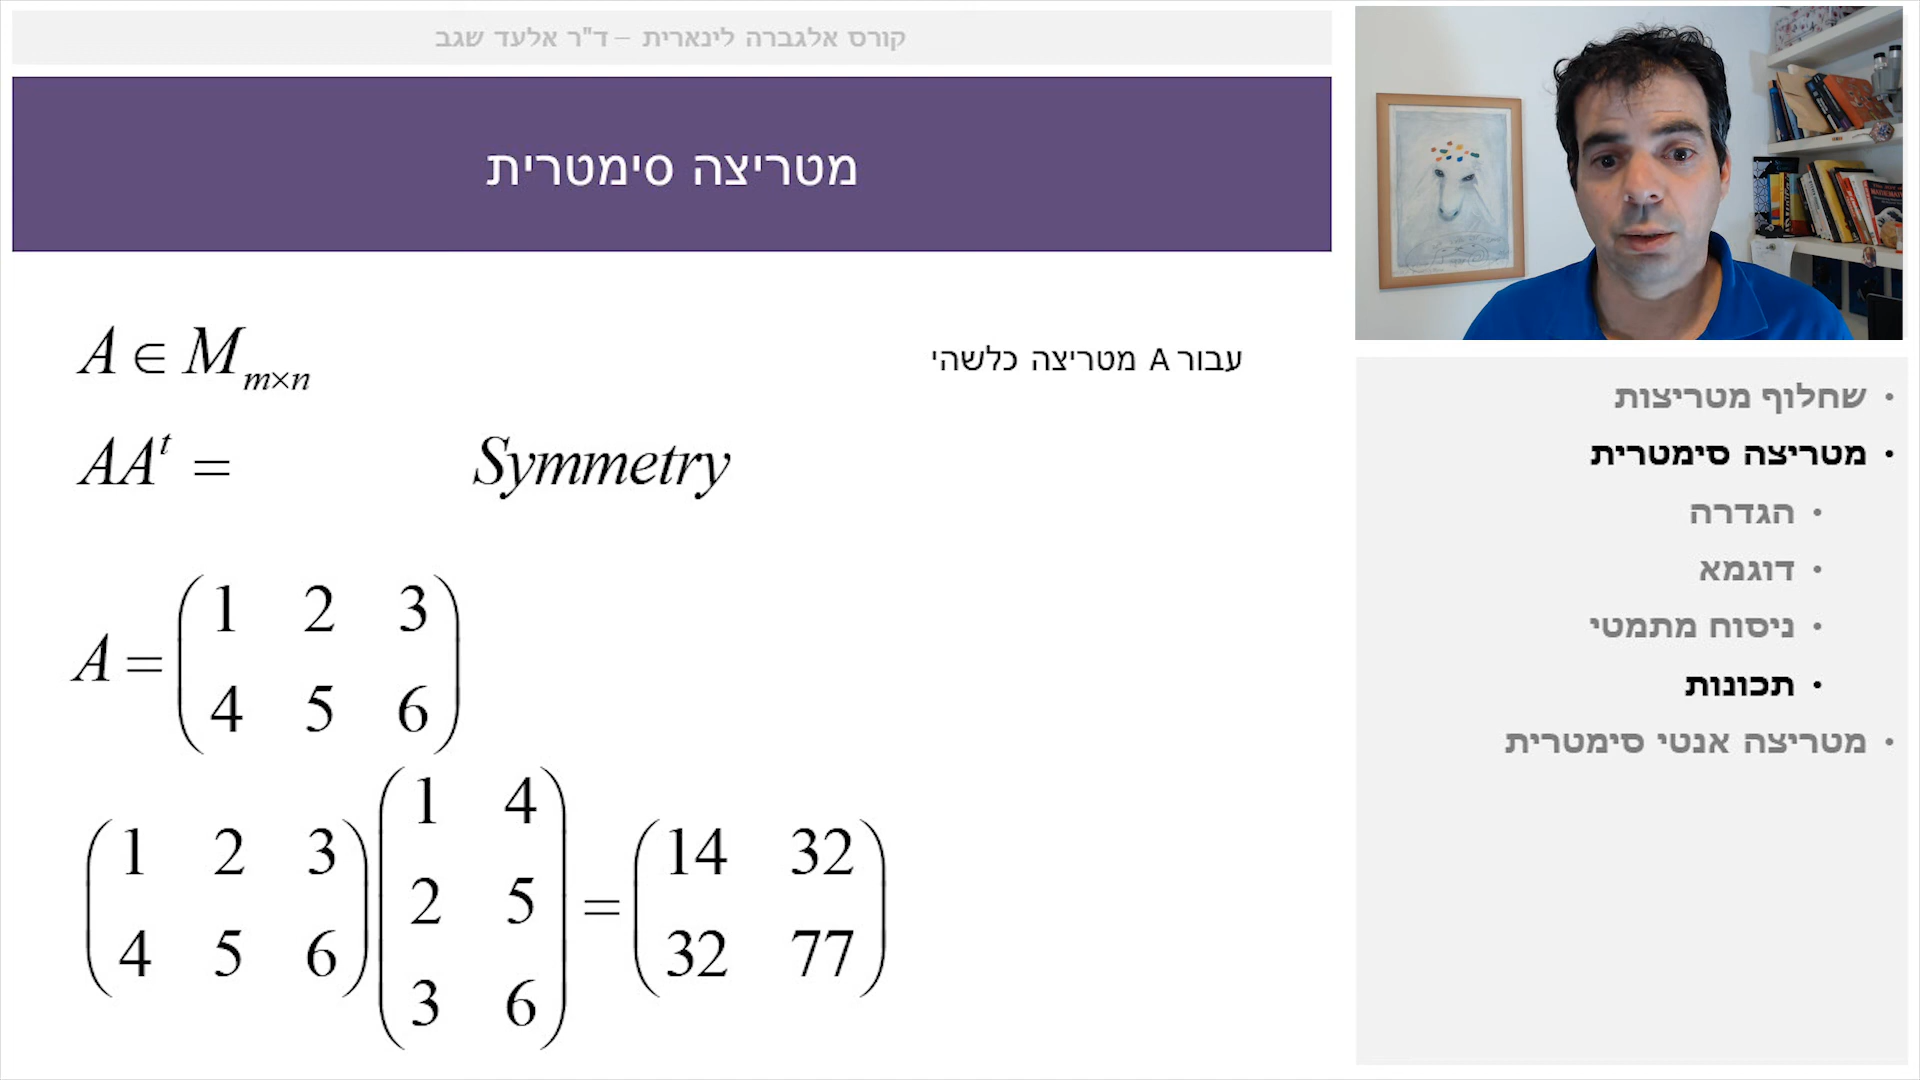 קורס אלגברה לינארית – ד"ר אלעד שגב
מטריצה סימטרית
עבור A מטריצה כלשהי
A ∈ M_{m×n}
AA^t = Symmetry
A = (1 2 3
4 5 6)
(1 2 3
4 5 6)(1 4
2 5
3 6) = (14 32
32 77)
• שחלוף מטריצות
• מטריצה סימטרית
• הגדרה
• דוגמא
• ניסוח מתמטי
• תכונות
• מטריצה אנטי סימטרית